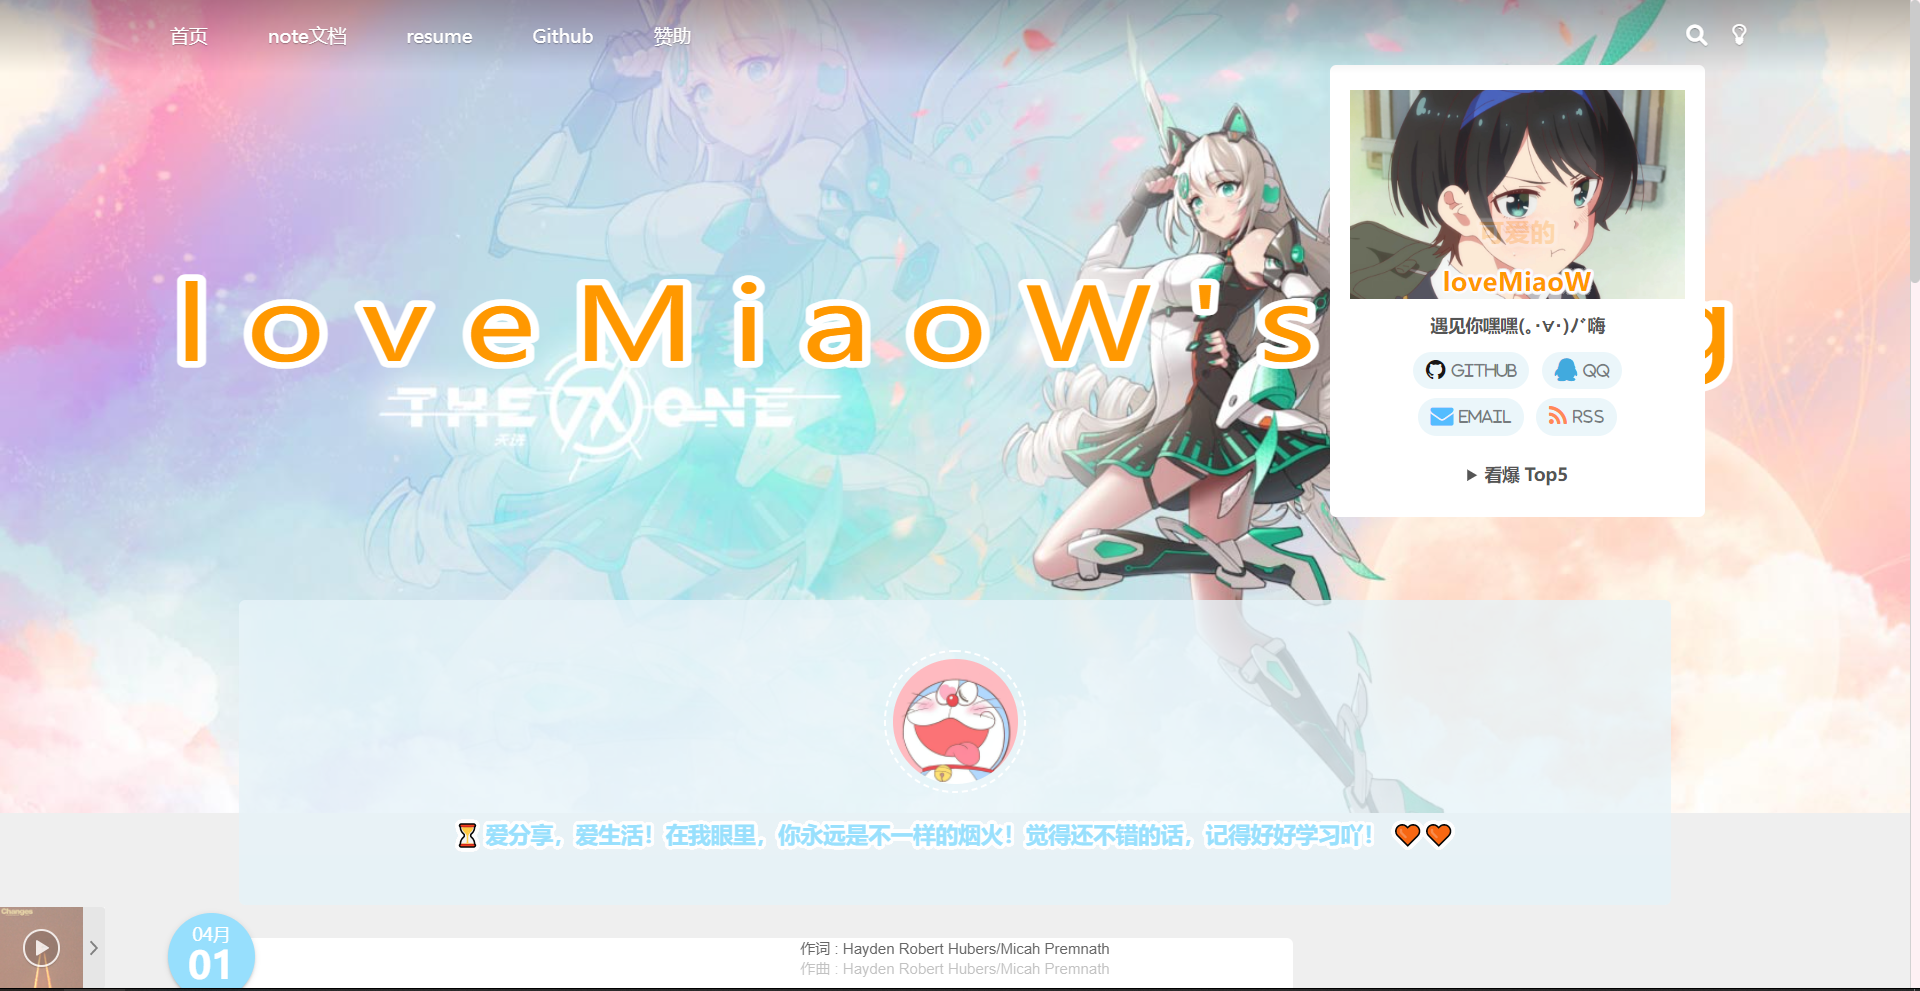 首页 note文档 resume Github 赞助
loveMiaoW's g
THE 7X ONE
天拱
可爱的
loveMiaoW
遇见你嘿嘿(｡･∀･)ﾉﾞ嗨
GITHUB QQ
EMAIL RSS
▶ 看爆 Top5
⏳ 爱分享，爱生活！在我眼里，你永远是不一样的烟火！觉得还不错的话，记得好好学习吖！ 🧡🧡
Changes
04月
01
作词 : Hayden Robert Hubers/Micah Premnath
作曲 : Hayden Robert Hubers/Micah Premnath